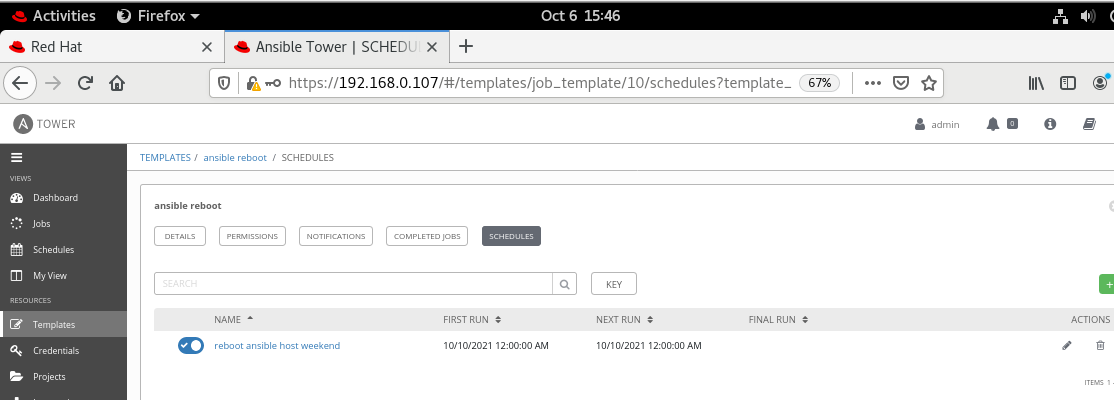 Activities Firefox Oct 6 15:46
Red Hat Ansible Tower | SCHEDU
https://192.168.0.107/#/templates/job_template/10/schedules?template_ 67%
A TOWER admin 0
TEMPLATES / ansible reboot / SCHEDULES
VIEWS
Dashboard
Jobs
Schedules
My View
RESOURCES
Templates
Credentials
Projects
ansible reboot
DETAILS PERMISSIONS NOTIFICATIONS COMPLETED JOBS SCHEDULES
SEARCH KEY
NAME FIRST RUN NEXT RUN FINAL RUN ACTIONS
reboot ansible host weekend 10/10/2021 12:00:00 AM 10/10/2021 12:00:00 AM
ITEMS 1